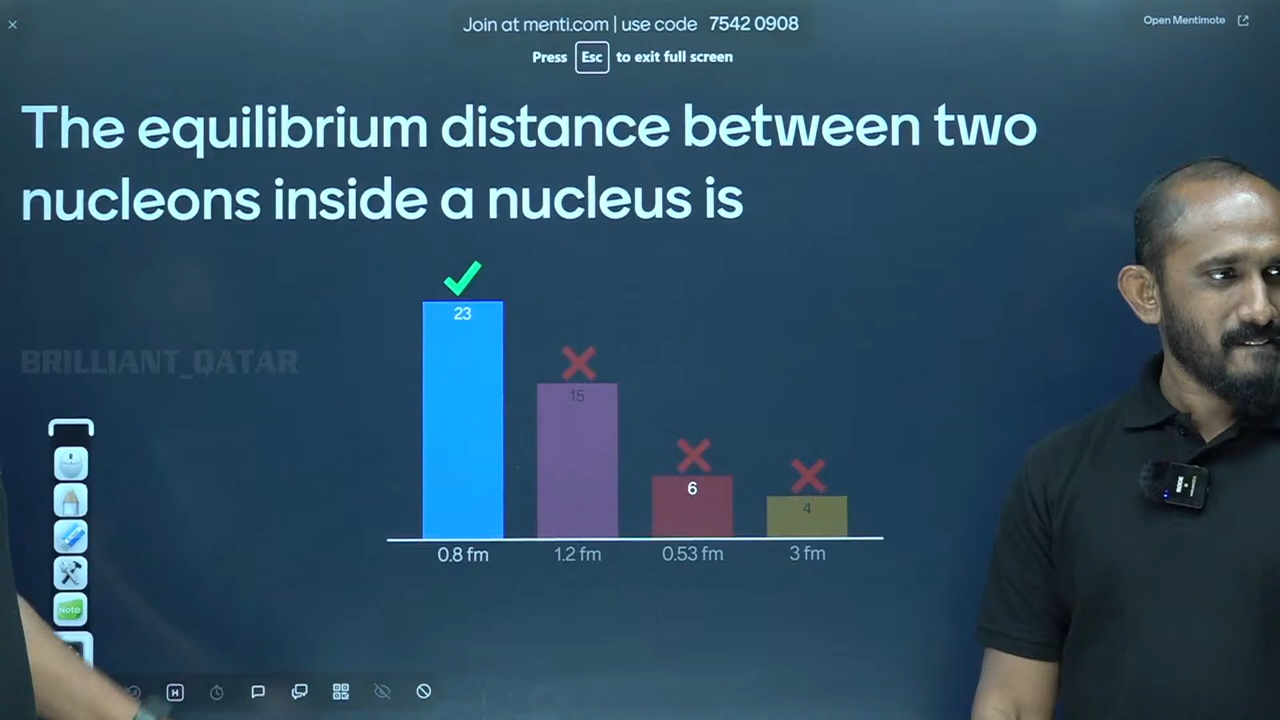 Join at menti.com | use code 7542 0908
Open Mentimote
Press Esc to exit full screen
The equilibrium distance between two
nucleons inside a nucleus is
23
BRILLIANT_QATAR
15
6
4
0.8 fm
1.2 fm
0.53 fm
3 fm
Note
H